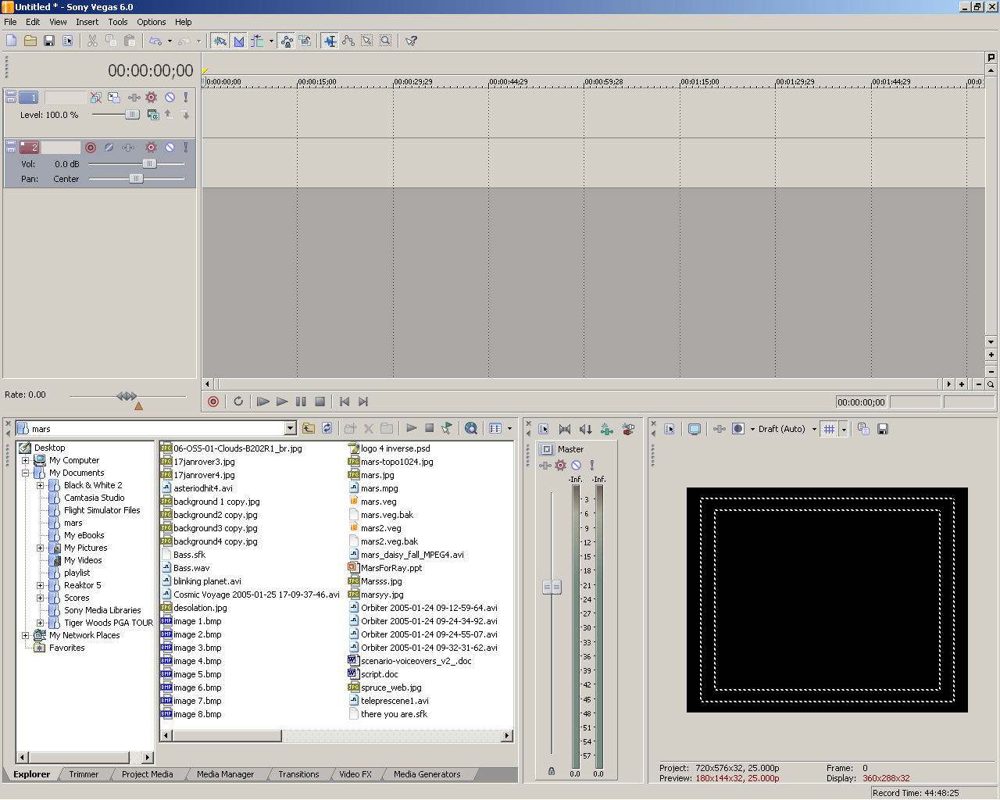 Untitled * - Sony Vegas 6.0
File Edit View Insert Tools Options Help
00:00:00;00
0:00:00;00 00:00:15;00 00:00:29;29 00:00:44;29 00:00:59;28 00:01:15;00 00:01:29;29 00:01:44;29 00:0
1
Level: 100.0 %
2
Vol: 0.0 dB
Pan: Center
Rate: 0.00
00:00:00;00
mars
Desktop
My Computer
My Documents
Black & White 2
Camtasia Studio
Flight Simulator Files
mars
My eBooks
My Pictures
My Videos
playlist
Reaktor 5
Scores
Sony Media Libraries
Tiger Woods PGA TOUR
My Network Places
Favorites
06-OSS-01-Clouds-B202R1_br.jpg
17janrover3.jpg
17janrover4.jpg
asteriodhit4.avi
background 1 copy.jpg
background2 copy.jpg
background3 copy.jpg
background4 copy.jpg
Bass.sfk
Bass.wav
blinking planet.avi
Cosmic Voyage 2005-01-25 17-09-37-46.avi
desolation.jpg
image 1.bmp
image 2.bmp
image 3.bmp
image 4.bmp
image 5.bmp
image 6.bmp
image 7.bmp
image 8.bmp
logo 4 inverse.psd
mars-topo1024.jpg
mars.jpg
mars.mpg
mars.veg
mars.veg.bak
mars2.veg
mars2.veg.bak
mars_daisy_fall_MPEG4.avi
MarsForRay.ppt
Marsss.jpg
marsyy.jpg
Orbiter 2005-01-24 09-12-59-64.avi
Orbiter 2005-01-24 09-24-34-92.avi
Orbiter 2005-01-24 09-24-55-07.avi
Orbiter 2005-01-24 09-32-31-62.avi
scenario-voiceovers_v2_.doc
script.doc
spruce_web.jpg
teleprescene1.avi
there you are.sfk
Explorer Trimmer Project Media Media Manager Transitions Video FX Media Generators
Master
-Inf. -Inf.
3
6
9
12
15
18
21
24
27
30
33
36
39
42
45
48
51
54
57
0.0 0.0
Draft (Auto)
Project: 720x576x32, 25.000p Frame: 0
Preview: 180x144x32, 25.000p Display: 360x288x32
Record Time: 44:48:25